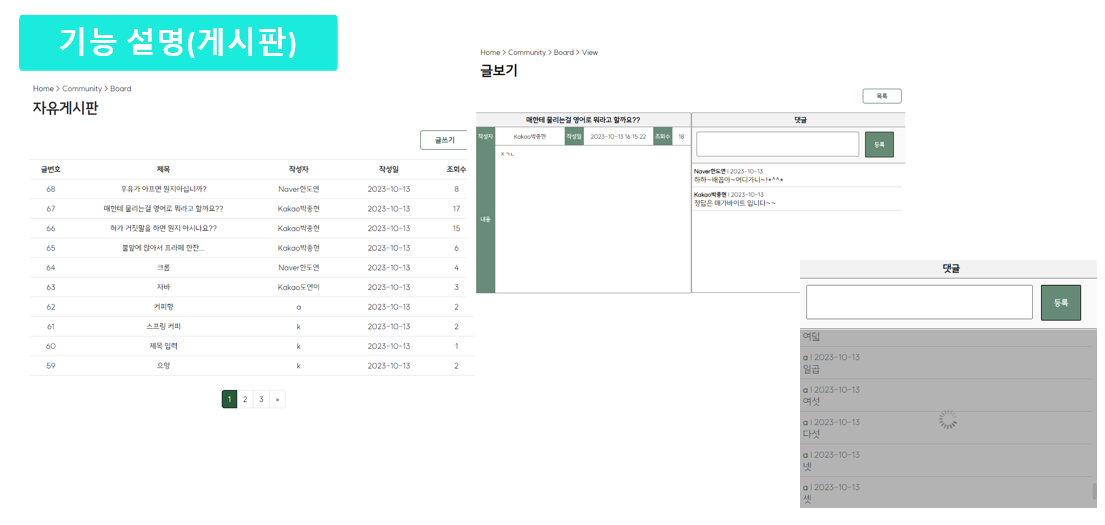 기능 설명(게시판)
Home > Community > Board
자유게시판
글쓰기
글번호 제목 작성자 작성일 조회수
68 우유가 아프면 뭔지아십니까? Naver한도연 2023-10-13 8
67 매한테 물리는걸 영어로 뭐라고 할까요?? Kakao박종현 2023-10-13 17
66 혀가 거짓말을 하면 뭔지 아시나요?? Kakao박종현 2023-10-13 15
65 불앞에 앉아서 프라페 한잔... Kakao박종현 2023-10-13 6
64 크롬 Naver한도연 2023-10-13 4
63 자바 Kakao도연이 2023-10-13 3
62 커피향 a 2023-10-13 2
61 스프링 커피 k 2023-10-13 2
60 제목 입력 k 2023-10-13 1
59 으앙 k 2023-10-13 2
1 2 3 »
Home > Community > Board > View
글보기
목록
매한테 물리는걸 영어로 뭐라고 할까요??
작성자 Kakao박종현 작성일 2023-10-13 16:15:22 조회수 18
내용
ㅈㄱㄴ
댓글
등록
Naver한도연 | 2023-10-13
하하~배꼽아~어디가니~!*^^*
Kakao박종현 | 2023-10-13
정답은 매가바이트 입니다~~
댓글
등록
여덟
a | 2023-10-13
일곱
a | 2023-10-13
여섯
a | 2023-10-13
다섯
a | 2023-10-13
넷
a | 2023-10-13
셋